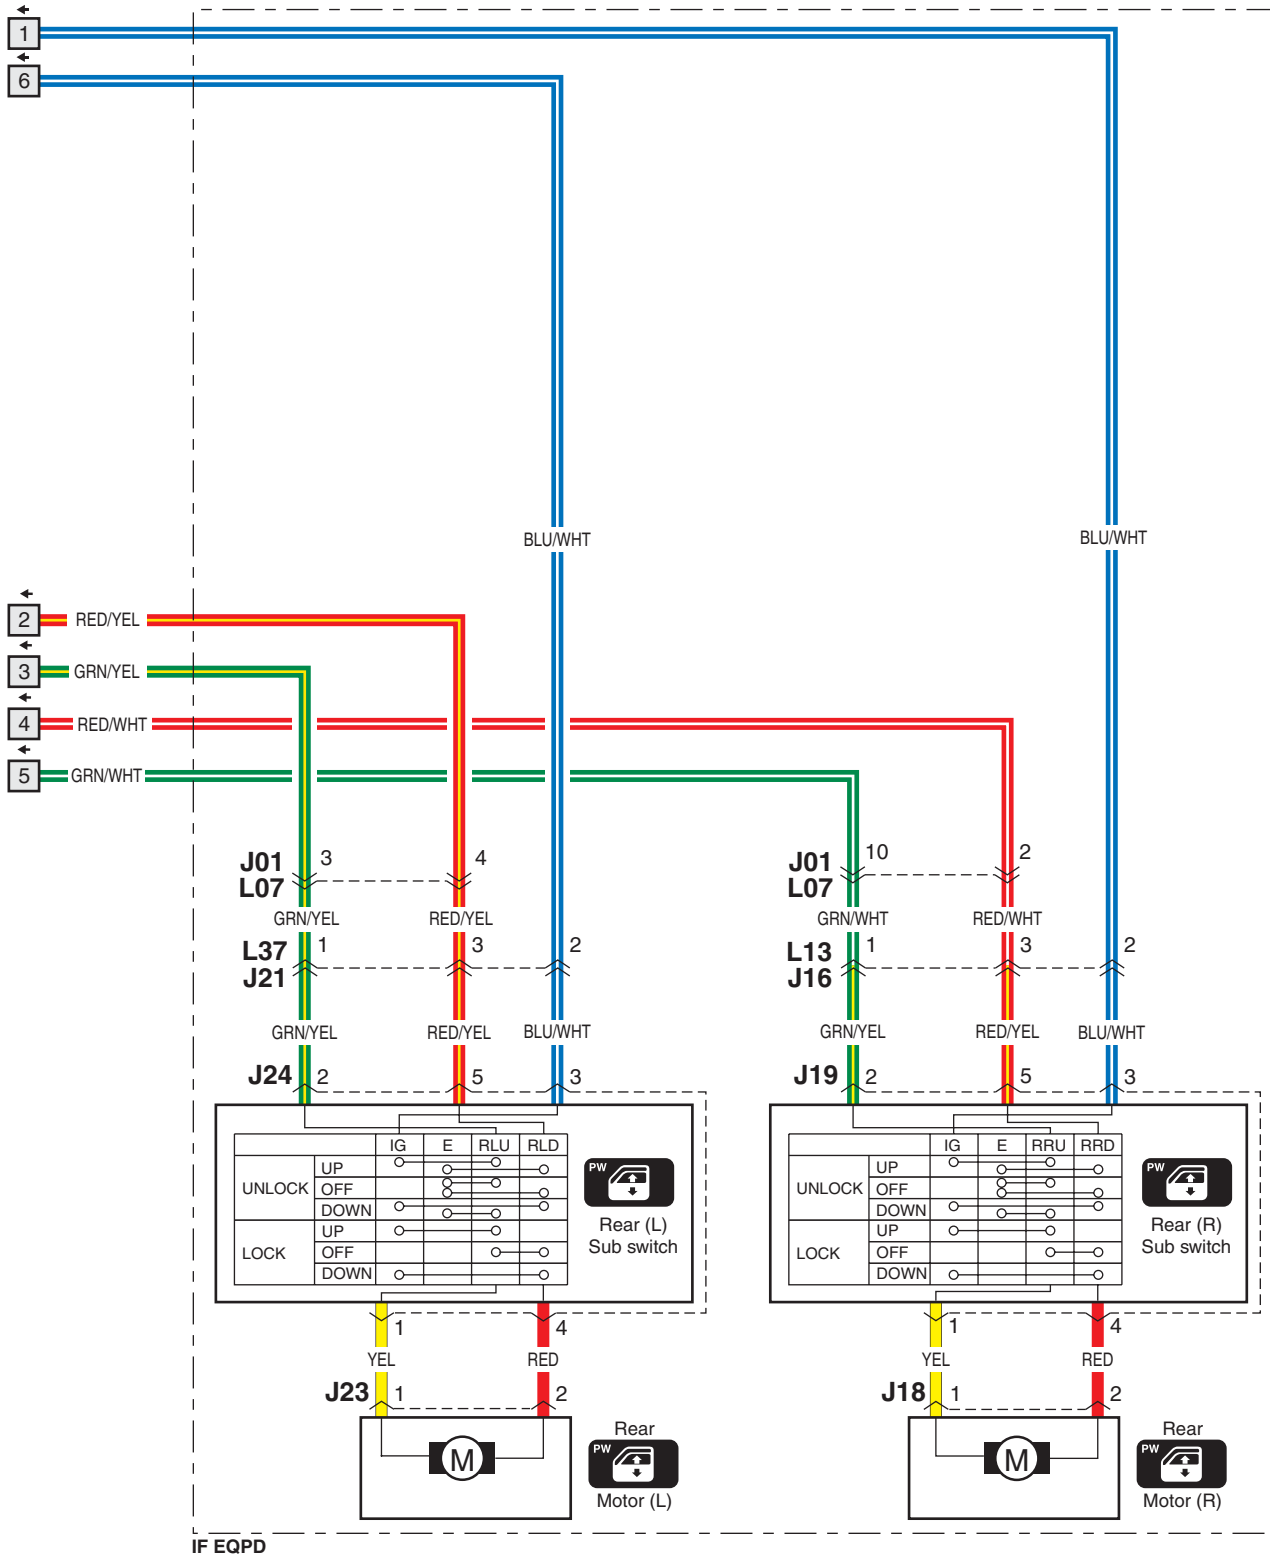 1
6
BLU/WHT
BLU/WHT
2
RED/YEL
3
GRN/YEL
4
RED/WHT
5
GRN/WHT
J01 3 4
L07
J01 10 2
L07
GRN/YEL RED/YEL
GRN/WHT RED/WHT
L37 1 3 2
J21
L13 1 3 2
J16
GRN/YEL RED/YEL BLU/WHT
GRN/YEL RED/YEL BLU/WHT
J24 2 5 3
J19 2 5 3
IG E RLU RLD
UNLOCK
UP
OFF
DOWN
LOCK
UP
OFF
DOWN
PW
Rear (L)
Sub switch
IG E RRU RRD
UNLOCK
UP
OFF
DOWN
LOCK
UP
OFF
DOWN
PW
Rear (R)
Sub switch
1 4
YEL RED
J23 1 2
M
Rear
PW
Motor (L)
1 4
YEL RED
J18 1 2
M
Rear
PW
Motor (R)
IF EQPD